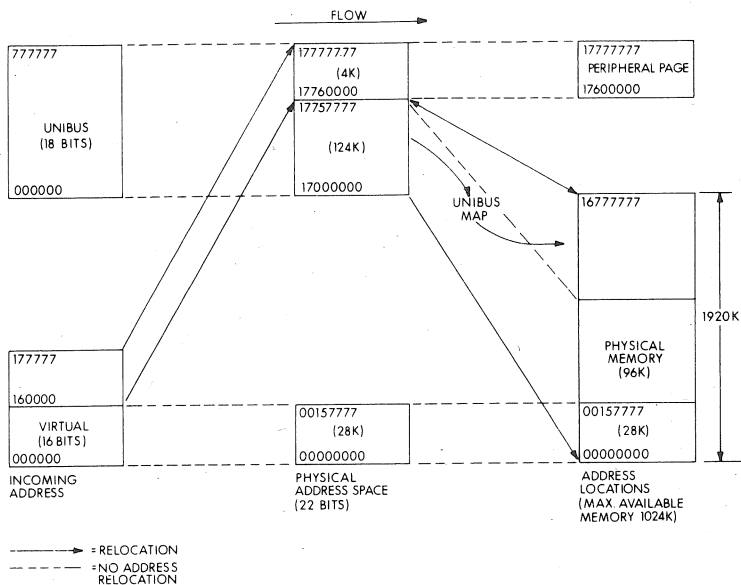 FLOW
777777
UNIBUS
(18 BITS)
000000
177777.77
(4K)
17760000
17757777
(124K)
17000000
17777777
PERIPHERAL PAGE
17600000
UNIBUS
MAP
16777777
1920K
PHYSICAL
MEMORY
(96K)
177777
160000
VIRTUAL
(16 BITS)
000000
00157777
(28K)
00000000
00157777
(28K)
00000000
INCOMING
ADDRESS
PHYSICAL
ADDRESS SPACE
(22 BITS)
ADDRESS
LOCATIONS
(MAX. AVAILABLE
MEMORY 1024K)
= RELOCATION
= NO ADDRESS
RELOCATION